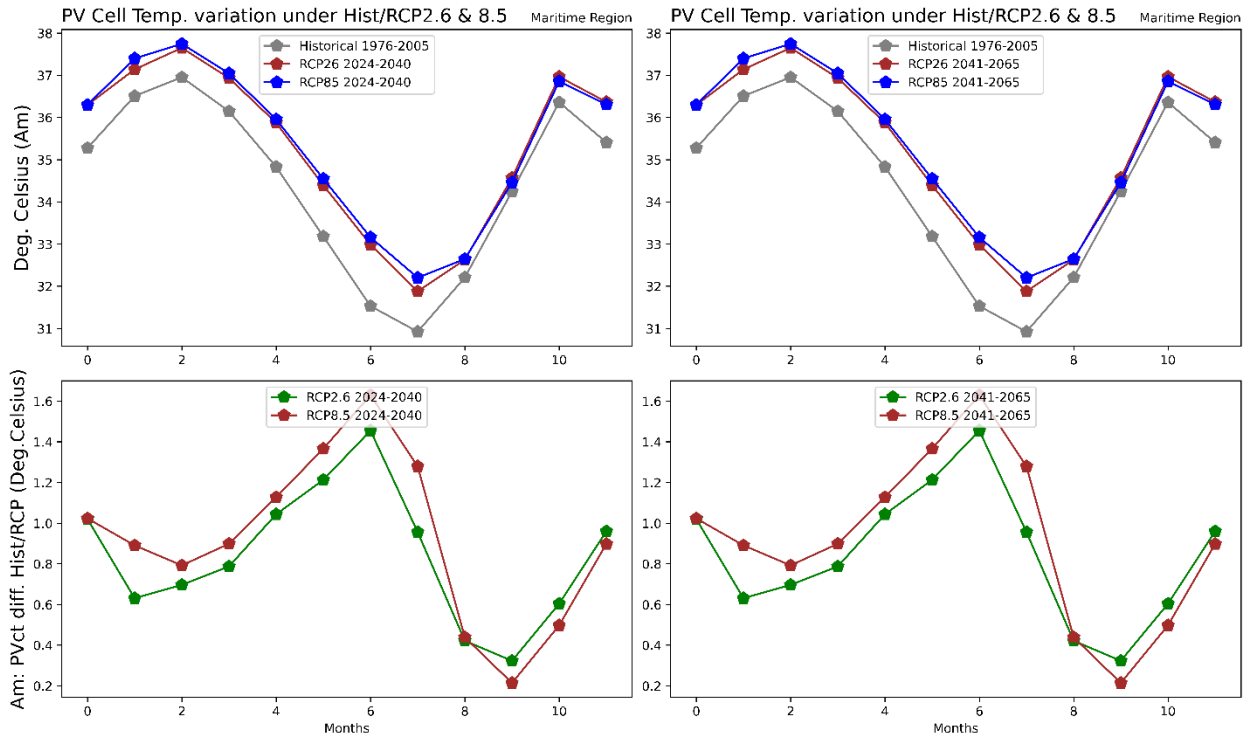 PV Cell Temp. variation under Hist/RCP2.6 & 8.5 Maritime Region
Deg. Celsius (Am)
38
37
36
35
34
33
32
31
Historical 1976-2005
RCP26 2024-2040
RCP85 2024-2040
0 2 4 6 8 10
PV Cell Temp. variation under Hist/RCP2.6 & 8.5 Maritime Region
38
37
36
35
34
33
32
31
Historical 1976-2005
RCP26 2041-2065
RCP85 2041-2065
0 2 4 6 8 10
Am: PVct diff. Hist/RCP (Deg.Celsius)
1.6
1.4
1.2
1.0
0.8
0.6
0.4
0.2
RCP2.6 2024-2040
RCP8.5 2024-2040
0 2 4 6 8 10
Months
1.6
1.4
1.2
1.0
0.8
0.6
0.4
0.2
RCP2.6 2041-2065
RCP8.5 2041-2065
0 2 4 6 8 10
Months